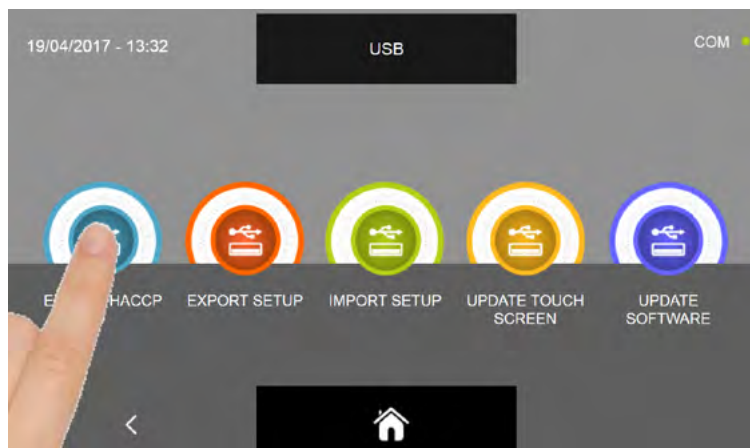 19/04/2017 - 13:32
USB
COM
HACCP
EXPORT SETUP
IMPORT SETUP
UPDATE TOUCH
SCREEN
UPDATE
SOFTWARE